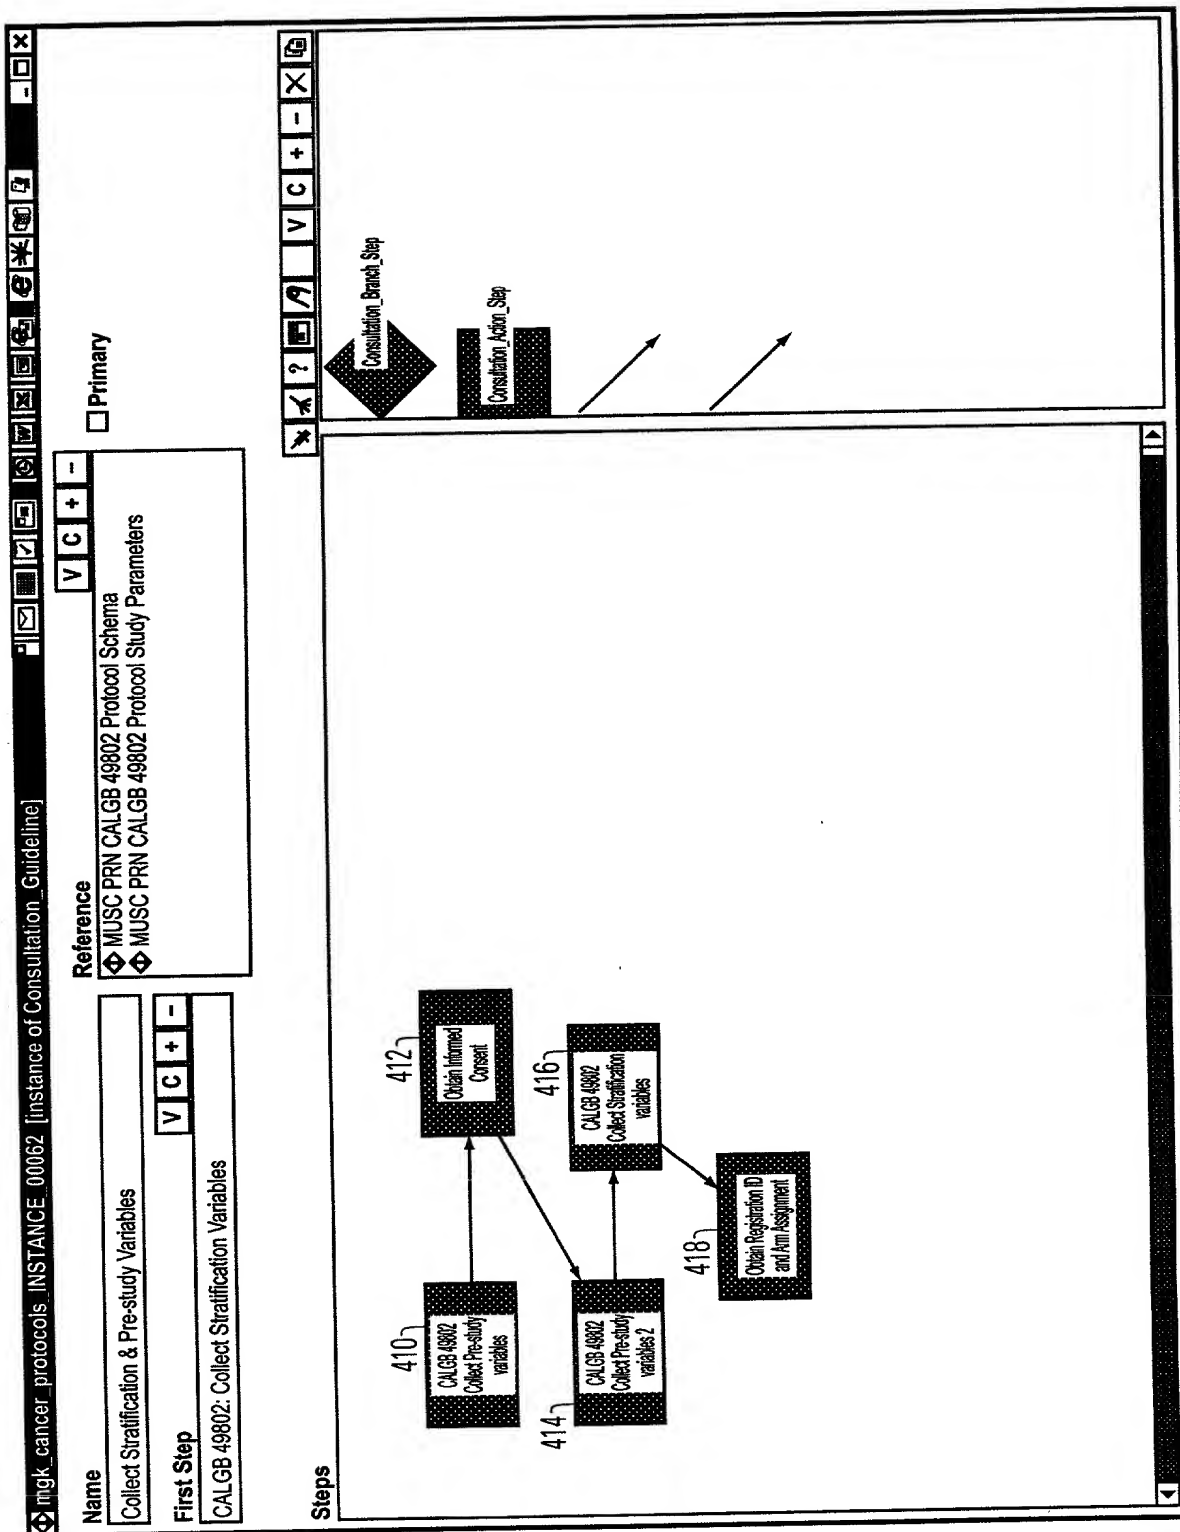 mgk_cancer_protocols_INSTANCE_00062 [instance of Consultation_Guideline]
Name
Collect Stratification & Pre-study Variables
First Step
V C + -
CALGB 49802: Collect Stratification Variables
Reference
V C + -
MUSC PRN CALGB 49802 Protocol Schema
MUSC PRN CALGB 49802 Protocol Study Parameters
Primary
Steps
? V C + -
410
CALGB 49802
Collect Pre-study
variables
412
Obtain Informed
Consent
414
CALGB 49802
Collect Pre-study
variables 2
416
CALGB 49802
Collect Stratification
variables
418
Obtain Registration ID
and Arm Assignment
Consultation_Branch_Step
Consultation_Action_Step